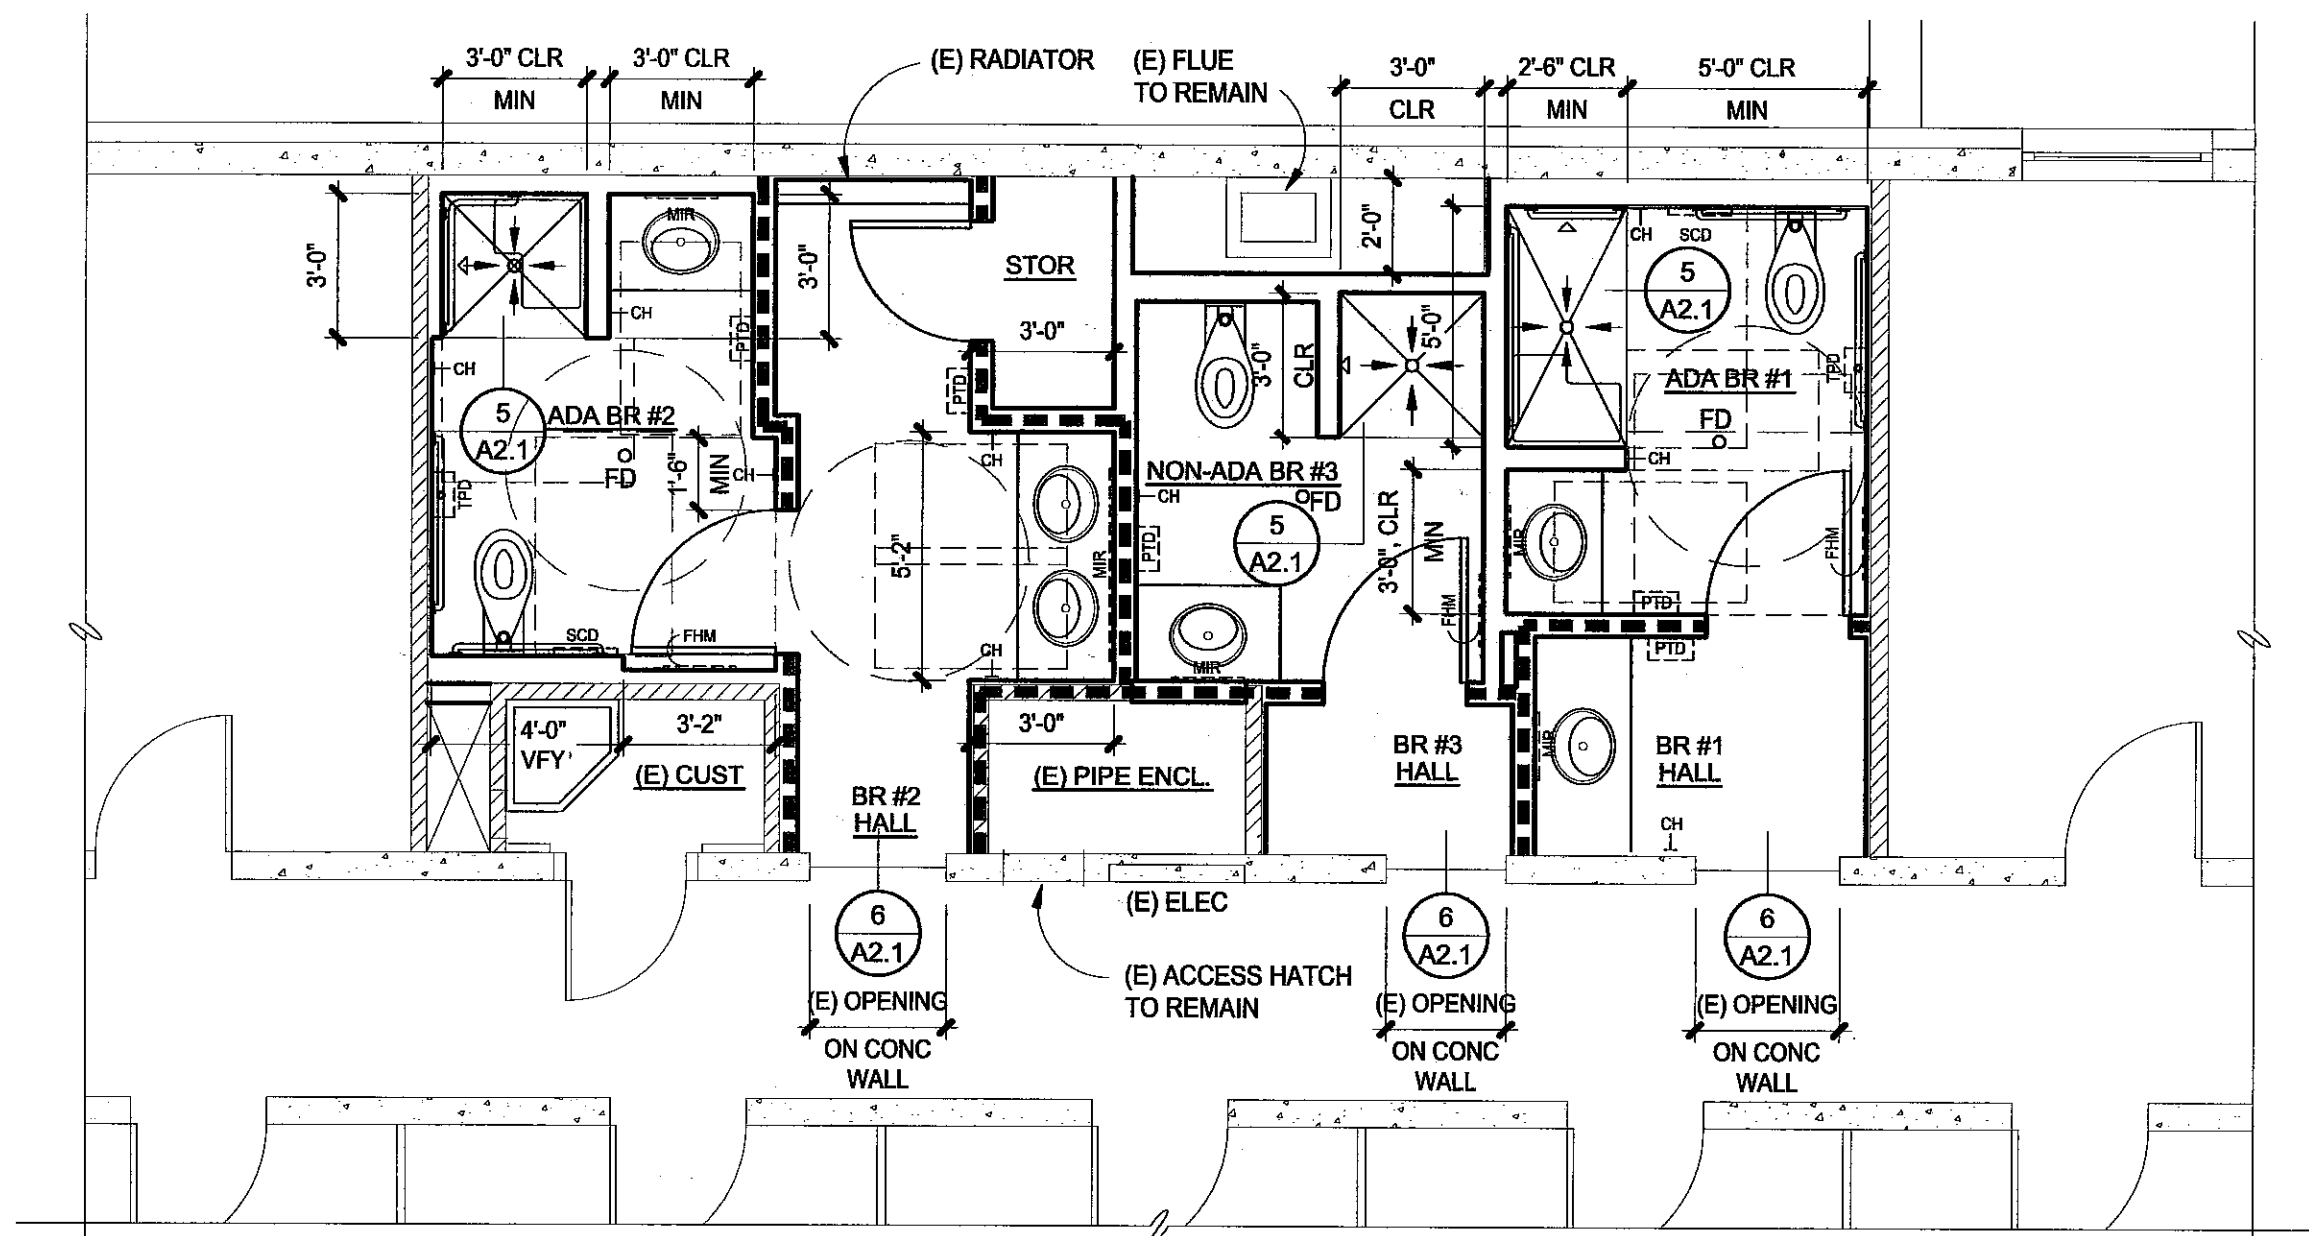 3'-0" CLR
MIN
3'-0" CLR
MIN
(E) RADIATOR
(E) FLUE
TO REMAIN
3'-0"
CLR
2'-6" CLR
MIN
5'-0" CLR
MIN
3'-0"
MIR
CH
PTD
3'-0"
STOR
3'-0"
2'-0"
5'-0"
CH
SCD
5
A2.1
TPD
ADA BR #1
FD
CH
CH
5
A2.1
ADA BR #2
FD
1'-6"
MIN
CH
TPD
PTD
CH
5'-2"
MIR
CH
3'-0"
CLR
NON-ADA BR #3
CH
FD
5
A2.1
PTD
3'-0", CLR
MIN
FHM
MIR
MIR
FHM
PTD
SCD
FHM
4'-0"
VFY
3'-2"
(E) CUST
3'-0"
(E) PIPE ENCL.
BR #2
HALL
BR #3
HALL
PTD
MIR
BR #1
HALL
CH
6
A2.1
(E) OPENING
ON CONC
WALL
(E) ELEC
(E) ACCESS HATCH
TO REMAIN
6
A2.1
(E) OPENING
ON CONC
WALL
6
A2.1
(E) OPENING
ON CONC
WALL